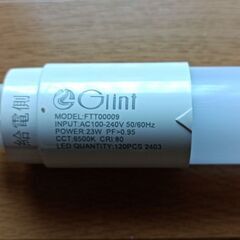 Glint
MODEL:FTT00009
INPUT:AC100-240V 50/60Hz
POWER:23W PF>0.95
CCT:6500K CRI:80
LED QUANTITY:120PCS 2403
給電側